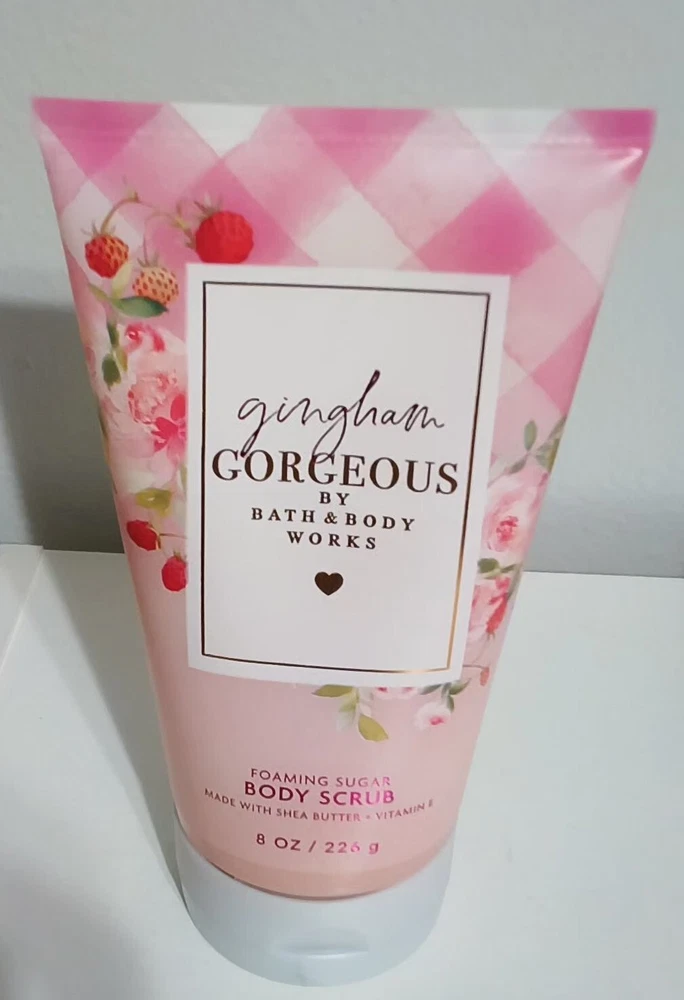 gingham
GORGEOUS
BY
BATH & BODY
WORKS
FOAMING SUGAR
BODY SCRUB
MADE WITH SHEA BUTTER + VITAMIN E
8 OZ / 226 g